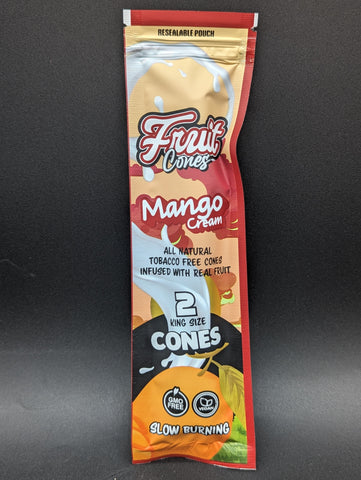 RESEALABLE POUCH
Fruit
Cones
Mango
Cream
ALL NATURAL
TOBACCO FREE CONES
INFUSED WITH REAL FRUIT
2
KING SIZE
CONES
GMO
FREE
VEGAN
SLOW BURNING